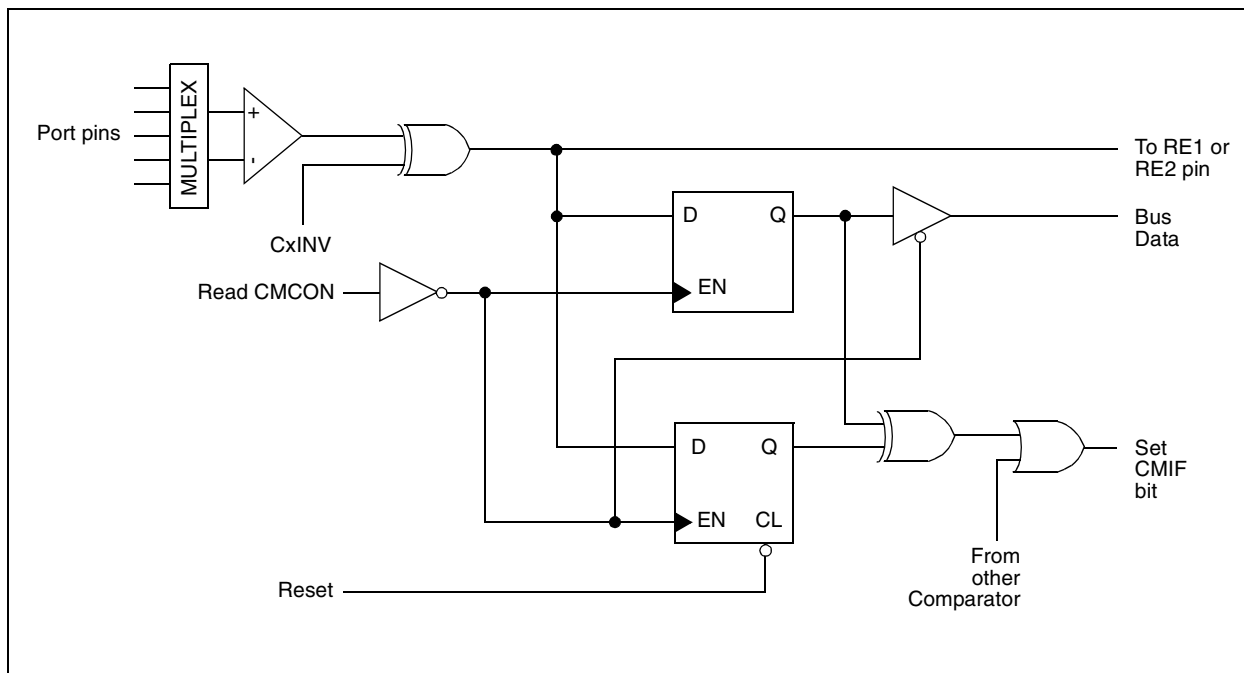 Port pins
MULTIPLEX
+
-
CxINV
To RE1 or
RE2 pin
D
Q
EN
Bus
Data
Read CMCON
D
Q
EN
CL
Set
CMIF
bit
From
other
Comparator
Reset